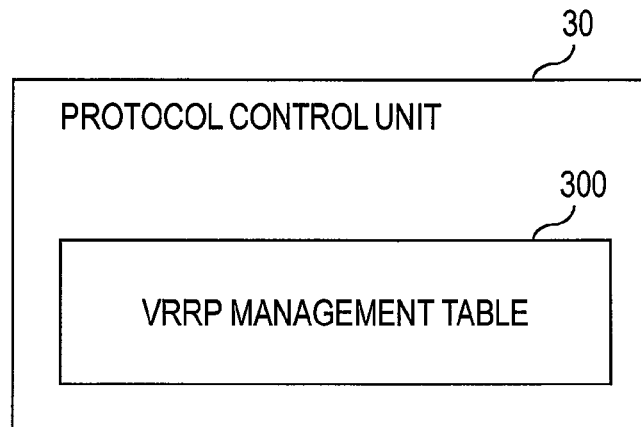 30
PROTOCOL CONTROL UNIT
300
VRRP MANAGEMENT TABLE